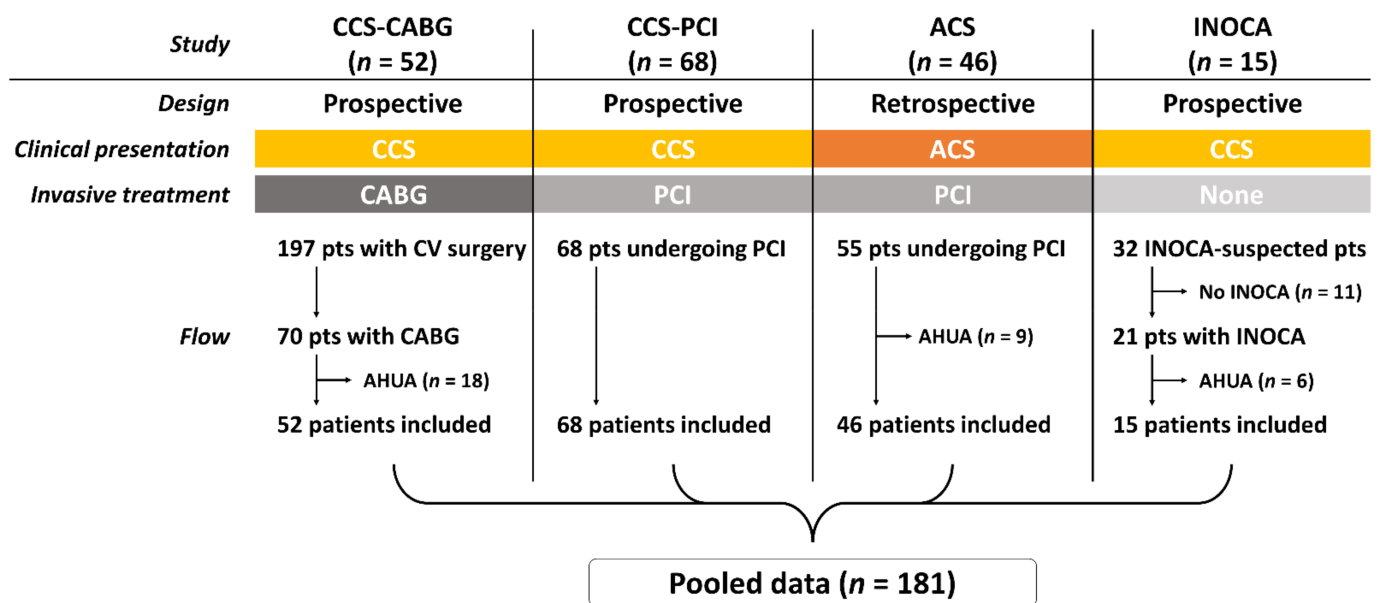 Study CCS-CABG CCS-PCI ACS INOCA
(n = 52) (n = 68) (n = 46) (n = 15)
Design Prospective Prospective Retrospective Prospective
Clinical presentation CCS CCS ACS CCS
Invasive treatment CABG PCI PCI None
197 pts with CV surgery 68 pts undergoing PCI 55 pts undergoing PCI 32 INOCA-suspected pts
No INOCA (n = 11)
Flow 70 pts with CABG AHUA (n = 9) 21 pts with INOCA
AHUA (n = 18) AHUA (n = 6)
52 patients included 68 patients included 46 patients included 15 patients included
Pooled data (n = 181)